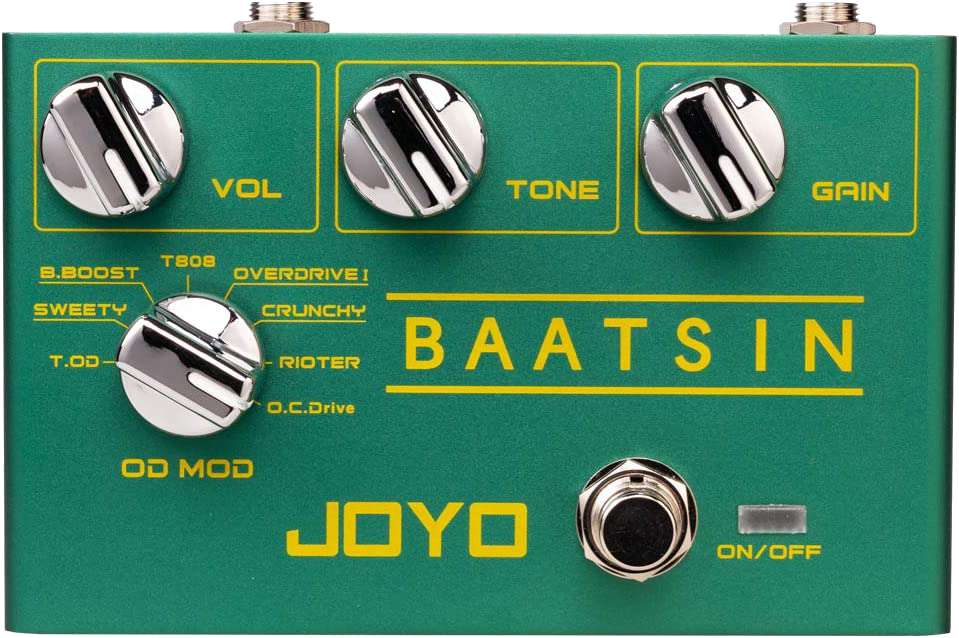 VOL
TONE
GAIN
T808
B.BOOST
OVERDRIVE I
SWEETY
CRUNCHY
T.OD
RIOTER
O.C.Drive
OD MOD
BAATSIN
JOYO
ON/OFF